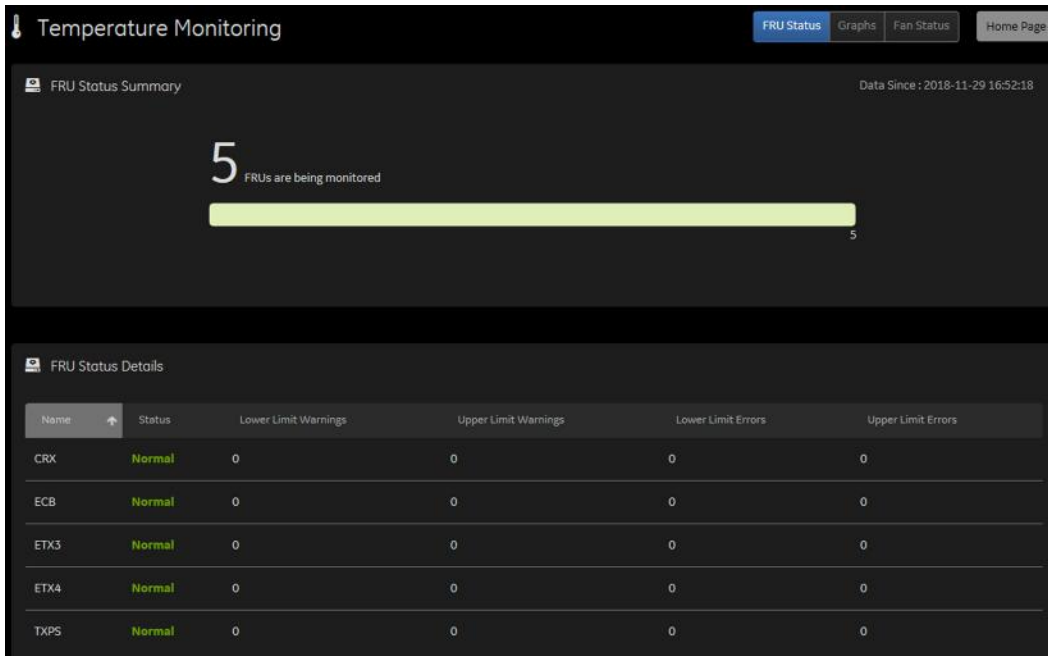 Temperature Monitoring
FRU Status Graphs Fan Status Home Page
FRU Status Summary Data Since : 2018-11-29 16:52:18
5 FRUs are being monitored
5
FRU Status Details
Name Status Lower Limit Warnings Upper Limit Warnings Lower Limit Errors Upper Limit Errors
CRX Normal 0 0 0 0
ECB Normal 0 0 0 0
ETX3 Normal 0 0 0 0
ETX4 Normal 0 0 0 0
TXPS Normal 0 0 0 0